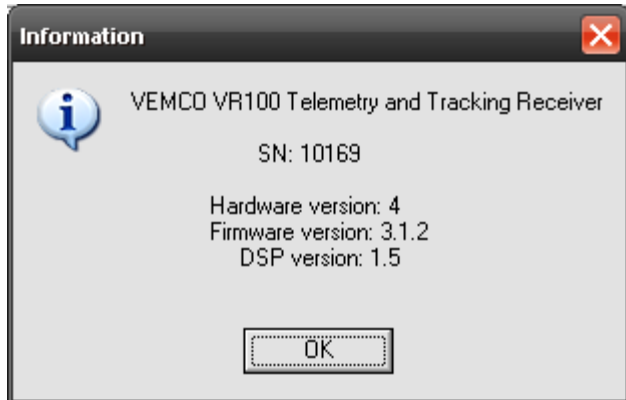 Information
VEMCO VR100 Telemetry and Tracking Receiver
SN: 10169
Hardware version: 4
Firmware version: 3.1.2
DSP version: 1.5
OK